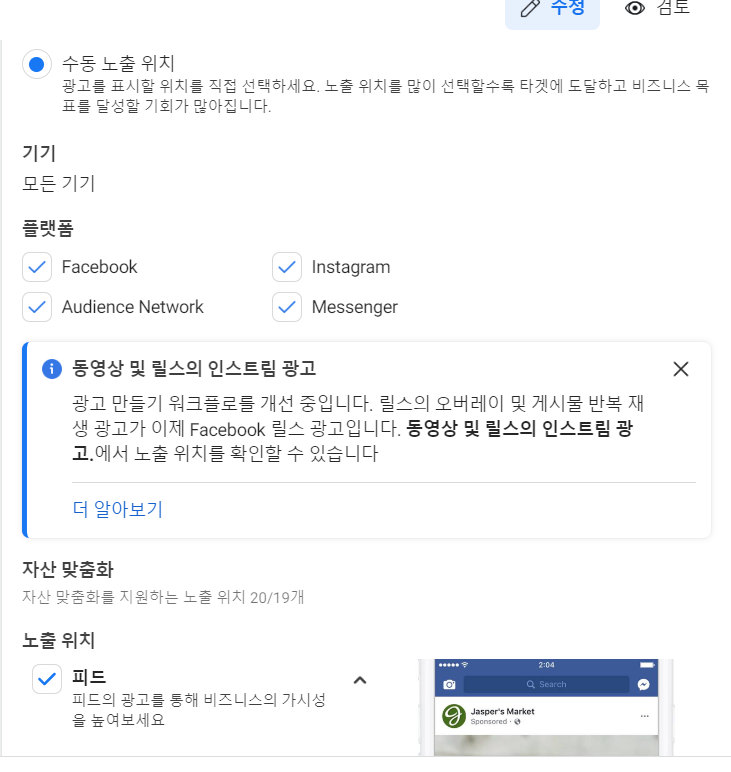 수정 검토
수동 노출 위치
광고를 표시할 위치를 직접 선택하세요. 노출 위치를 많이 선택할수록 타겟에 도달하고 비즈니스 목
표를 달성할 기회가 많아집니다.
기기
모든 기기
플랫폼
Facebook Instagram
Audience Network Messenger
동영상 및 릴스의 인스트림 광고
광고 만들기 워크플로를 개선 중입니다. 릴스의 오버레이 및 게시물 반복 재
생 광고가 이제 Facebook 릴스 광고입니다. 동영상 및 릴스의 인스트림 광
고.에서 노출 위치를 확인할 수 있습니다
더 알아보기
자산 맞춤화
자산 맞춤화를 지원하는 노출 위치 20/19개
노출 위치
피드
피드의 광고를 통해 비즈니스의 가시성
을 높여보세요
2:04
Search
Jasper's Market
Sponsored ·